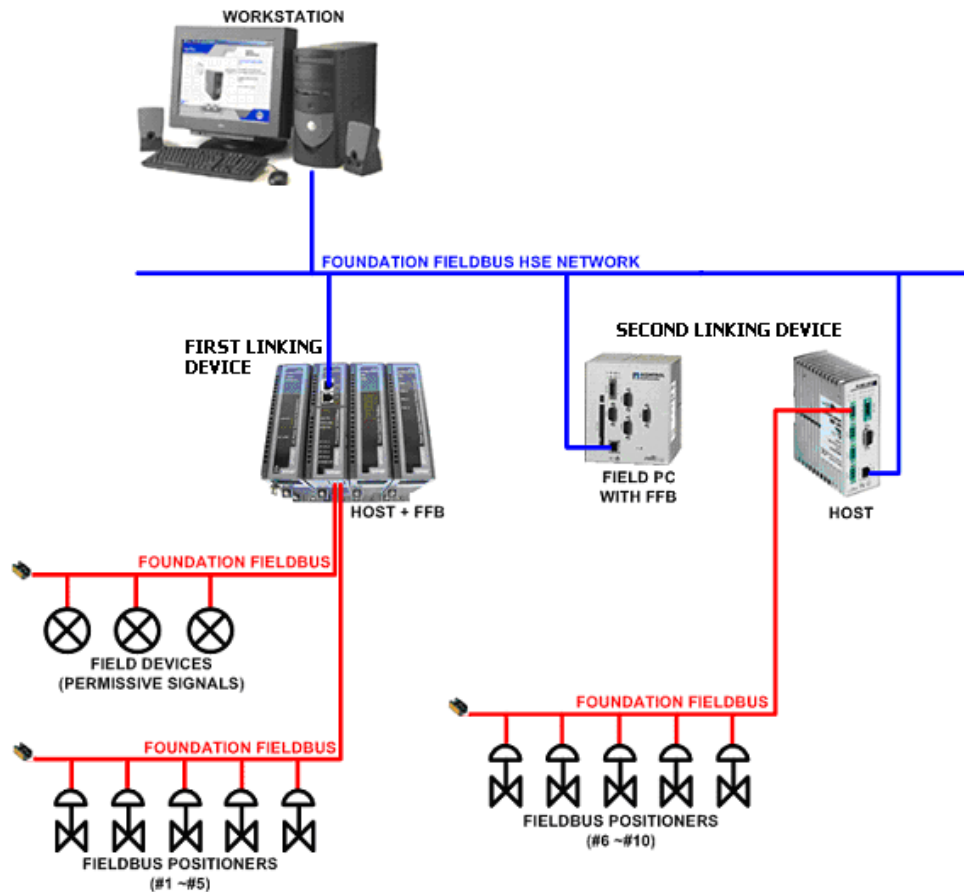 WORKSTATION
FOUNDATION FIELDBUS HSE NETWORK
FIRST LINKING
DEVICE
SECOND LINKING DEVICE
HOST + FFB
FIELD PC
WITH FFB
HOST
FOUNDATION FIELDBUS
FIELD DEVICES
(PERMISSIVE SIGNALS)
FOUNDATION FIELDBUS
FOUNDATION FIELDBUS
FIELDBUS POSITIONERS
(#6 ~#10)
FIELDBUS POSITIONERS
(#1 ~#5)